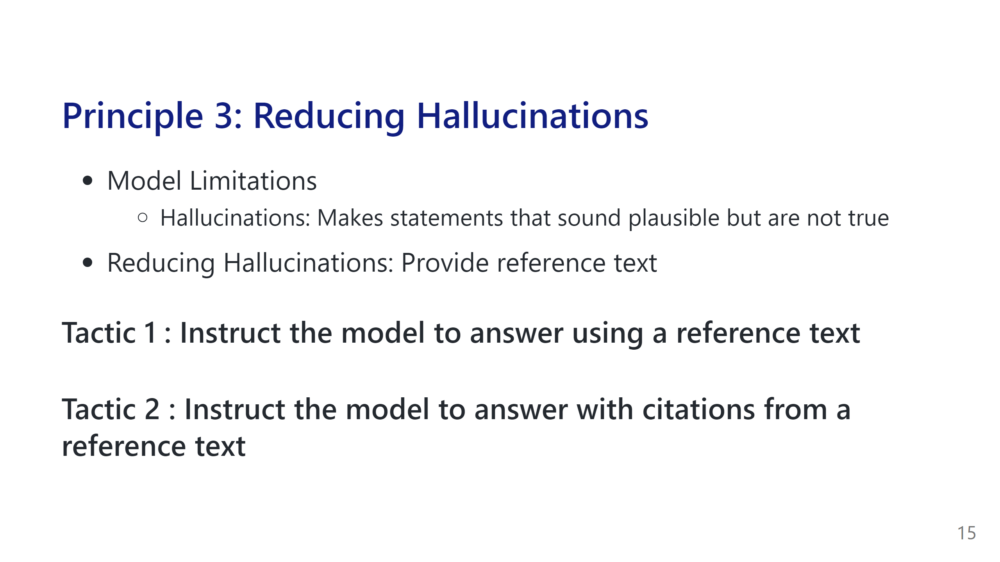 Principle 3: Reducing Hallucinations
Model Limitations
Hallucinations: Makes statements that sound plausible but are not true
Reducing Hallucinations: Provide reference text
Tactic 1 : Instruct the model to answer using a reference text
Tactic 2 : Instruct the model to answer with citations from a
reference text
15